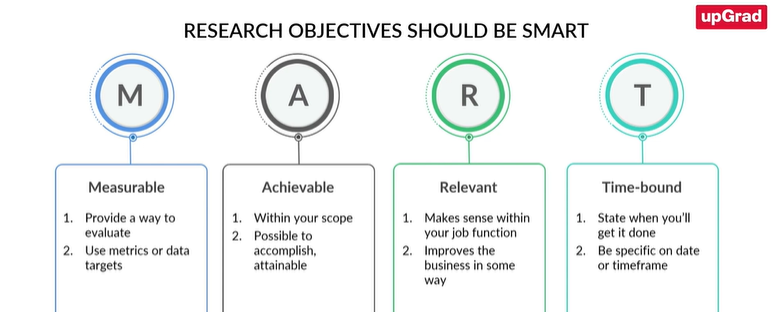 upGrad
RESEARCH OBJECTIVES SHOULD BE SMART
M
A
R
T
Measurable
1. Provide a way to
evaluate
2. Use metrics or data
targets
Achievable
1. Within your scope
2. Possible to
accomplish,
attainable
Relevant
1. Makes sense within
your job function
2. Improves the
business in some
way
Time-bound
1. State when you'll
get it done
2. Be specific on date
or timeframe